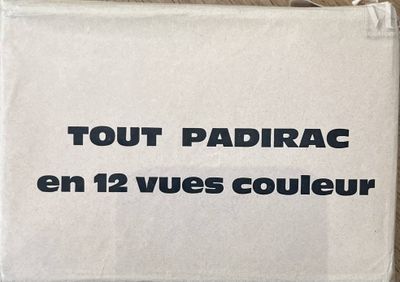 TOUT PADIRAC
en 12 vues couleur